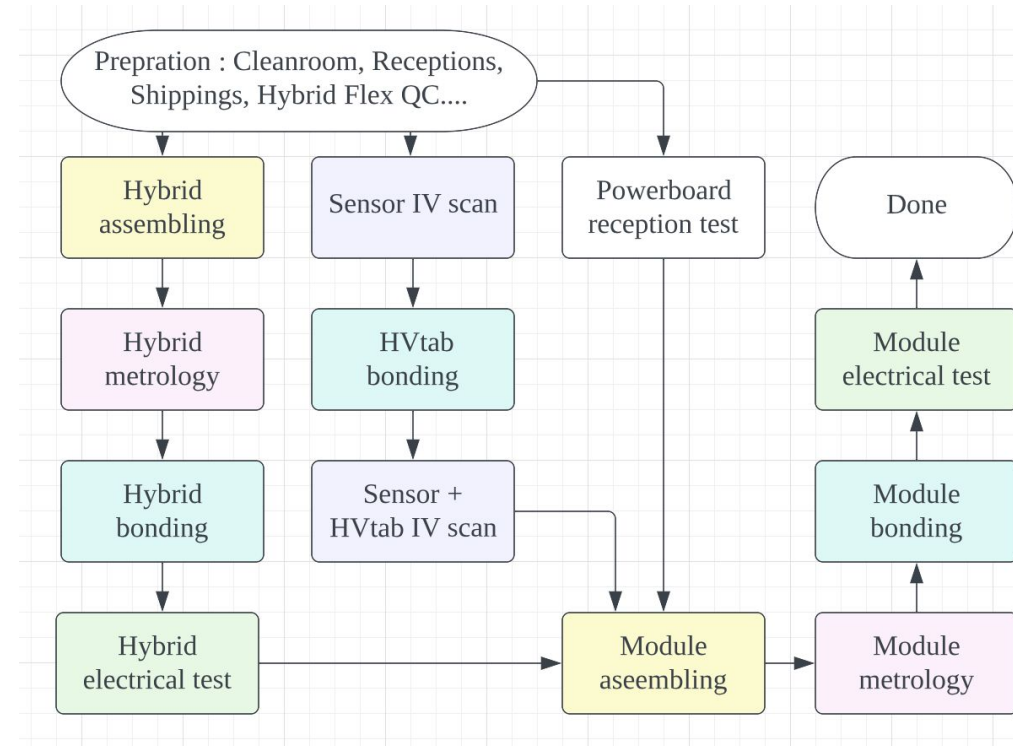 Prepration : Cleanroom, Receptions,
Shippings, Hybrid Flex QC....
Hybrid
assembling
Sensor IV scan
Powerboard
reception test
Done
Hybrid
metrology
HVtab
bonding
Module
electrical test
Hybrid
bonding
Sensor +
HVtab IV scan
Module
bonding
Hybrid
electrical test
Module
aseembling
Module
metrology